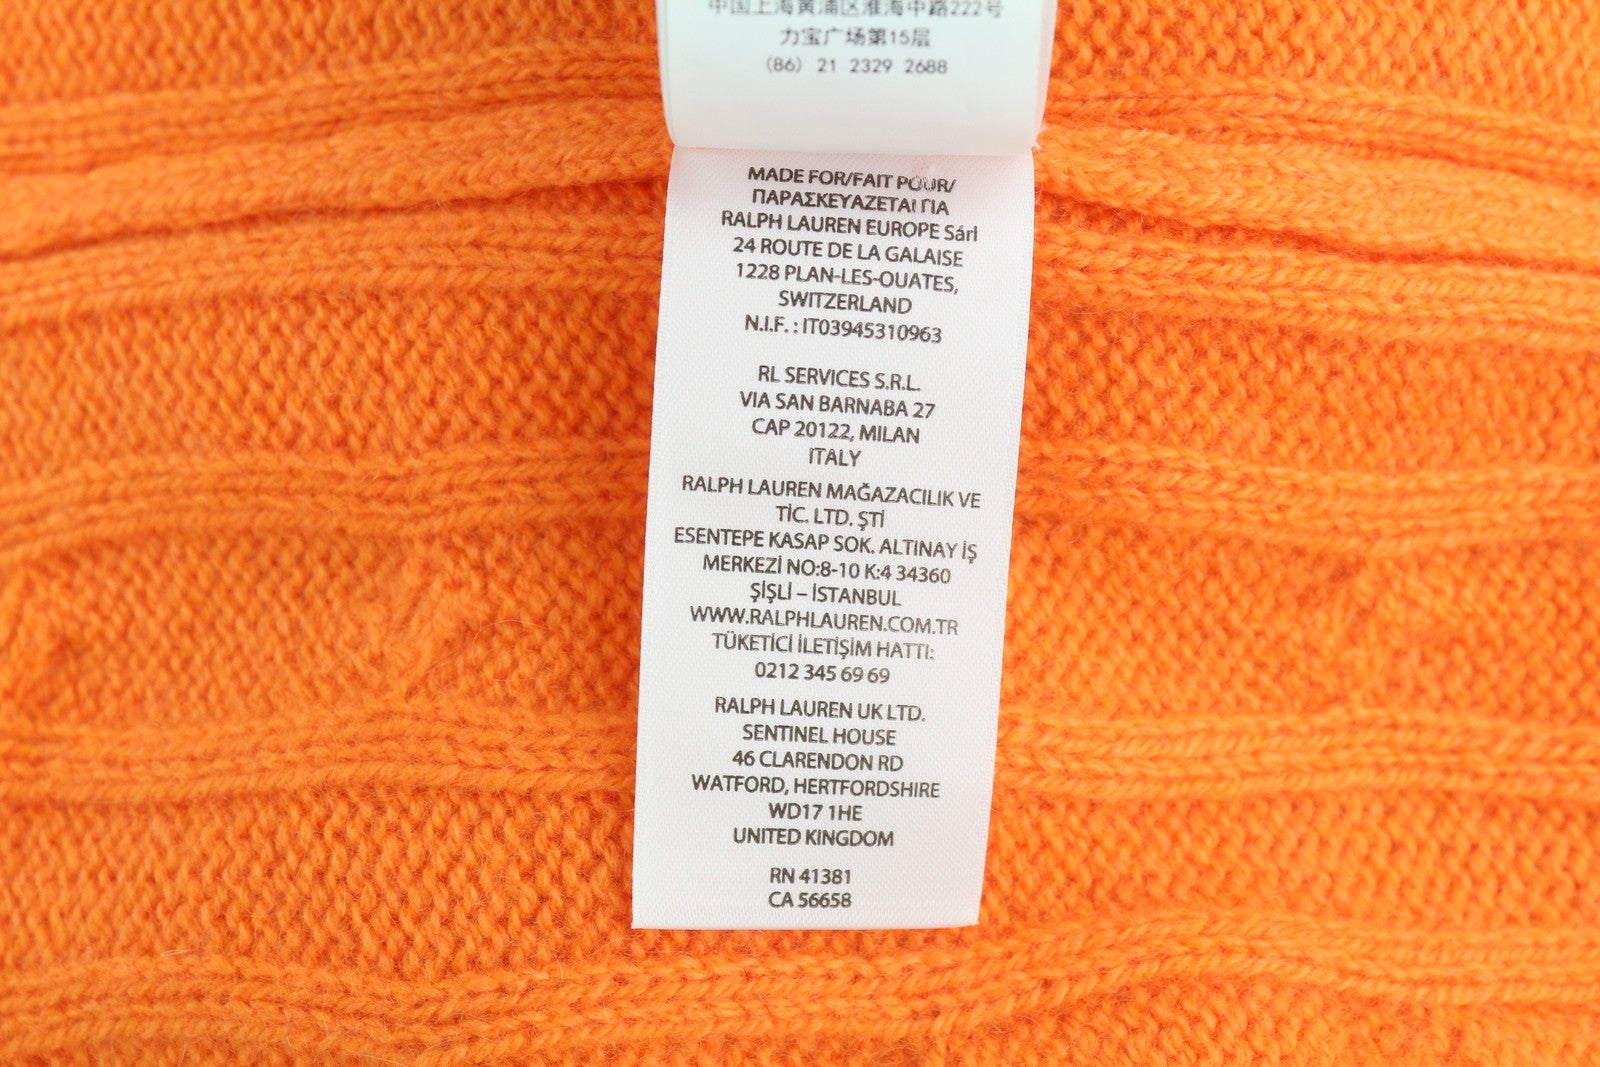 中国上海黄浦区淮海中路222号
力宝广场第15层
(86) 21 2329 2688
MADE FOR/FAIT POUR/
ΠΑΡΑΣΚΕΥΑΖΕΤΑΙ ΓΙΑ
RALPH LAUREN EUROPE Sárl
24 ROUTE DE LA GALAISE
1228 PLAN-LES-OUATES,
SWITZERLAND
N.I.F. : IT03945310963
RL SERVICES S.R.L.
VIA SAN BARNABA 27
CAP 20122, MILAN
ITALY
RALPH LAUREN MAĞAZACILIK VE
TİC. LTD. ŞTİ
ESENTEPE KASAP SOK. ALTINAY İŞ
MERKEZİ NO:8-10 K:4 34360
ŞİŞLİ – İSTANBUL
WWW.RALPHLAUREN.COM.TR
TÜKETİCİ İLETİŞİM HATTI:
0212 345 69 69
RALPH LAUREN UK LTD.
SENTINEL HOUSE
46 CLARENDON RD
WATFORD, HERTFORDSHIRE
WD17 1HE
UNITED KINGDOM
RN 41381
CA 56658